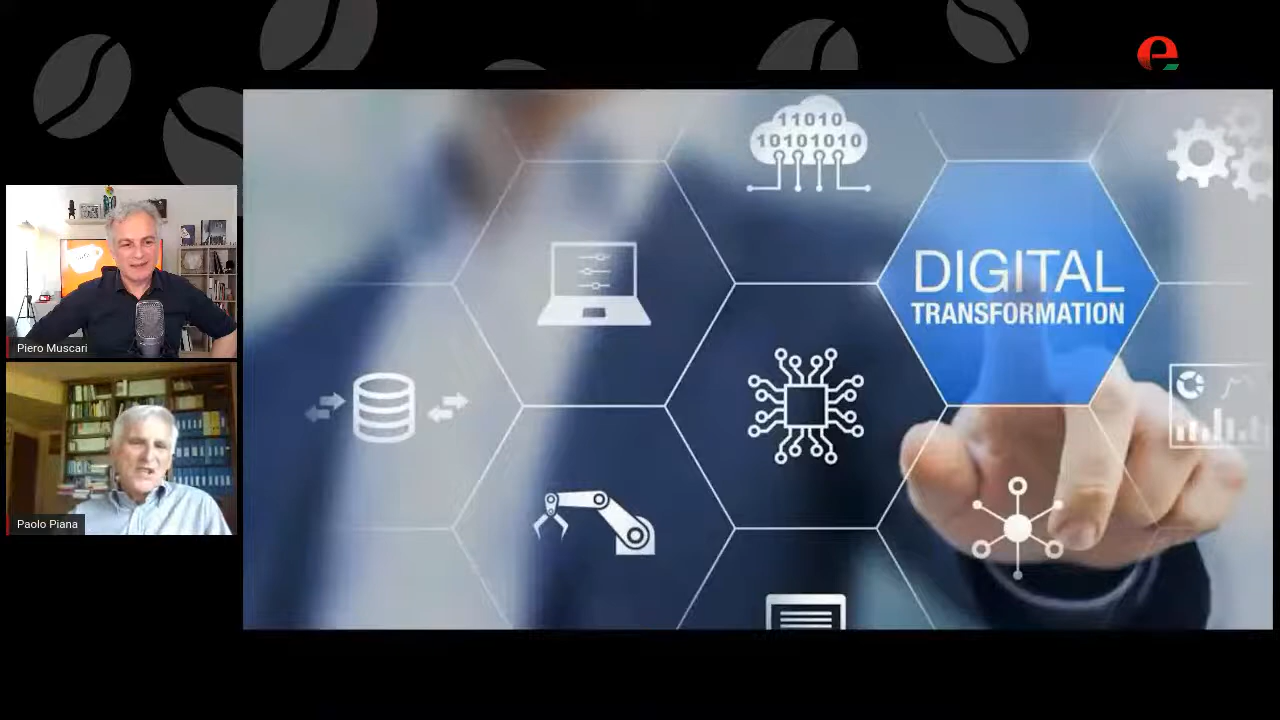 e
11010
10101010
DIGITAL
TRANSFORMATION
Piero Muscari
Paolo Piana